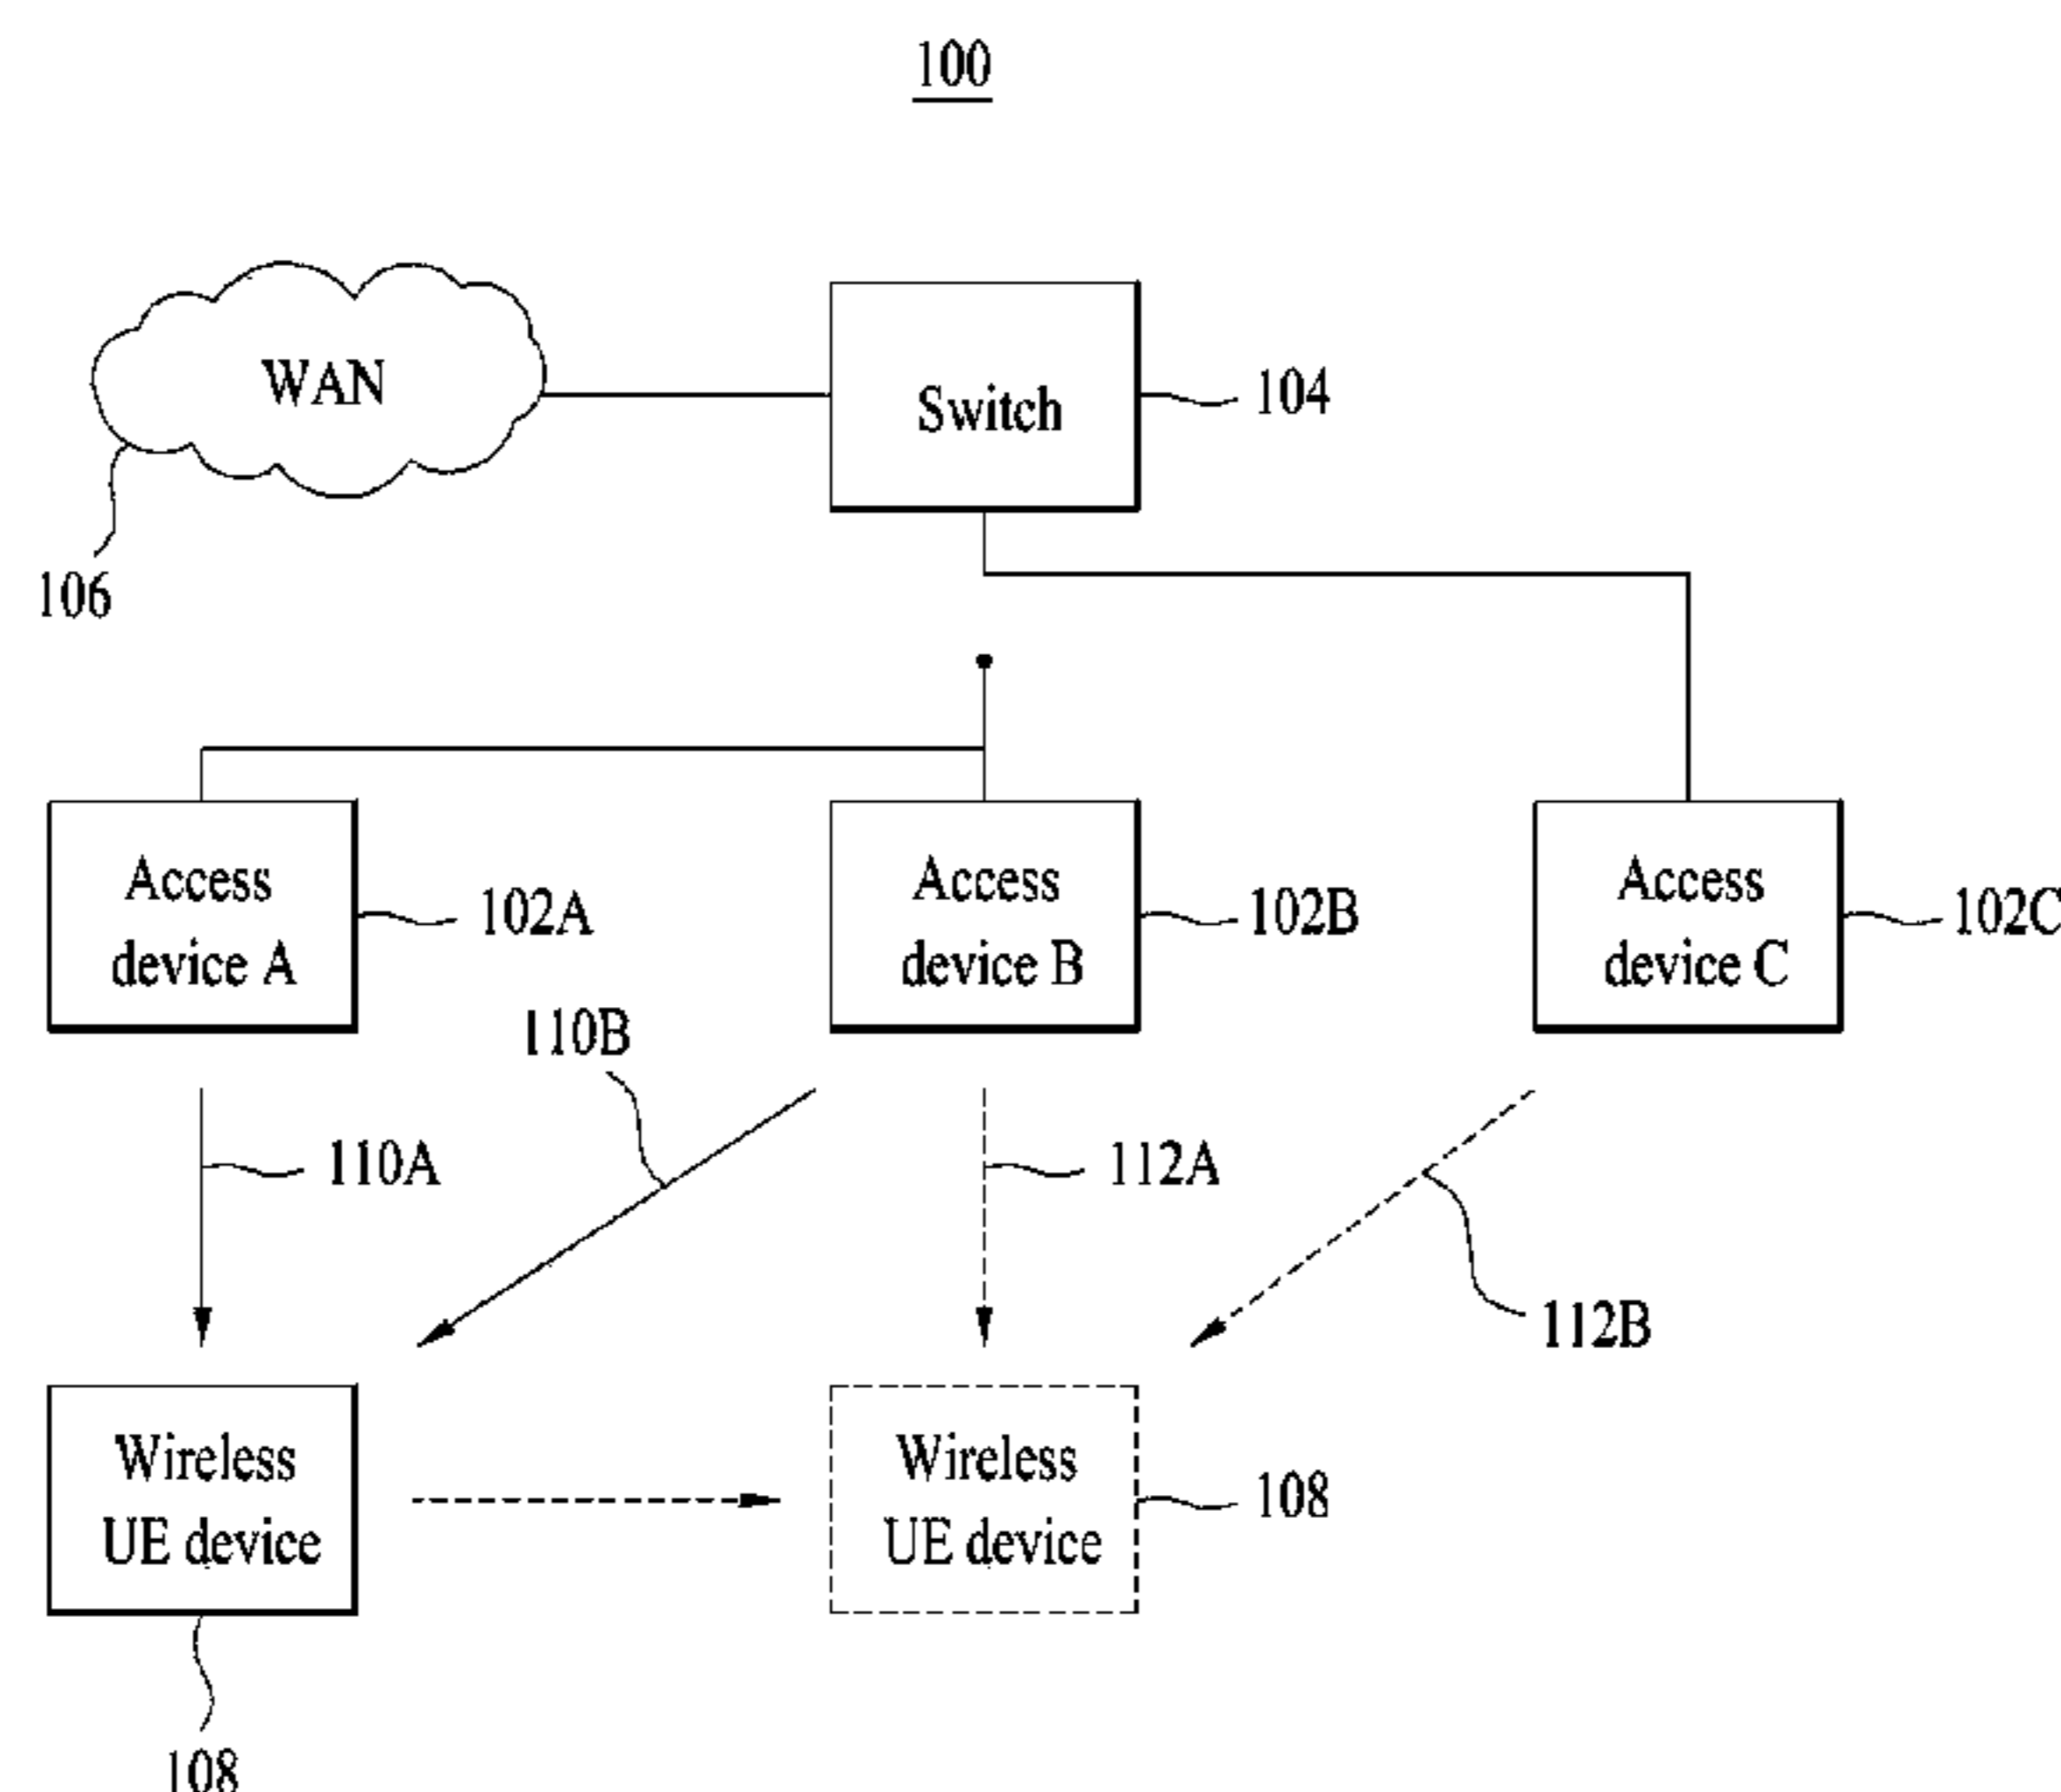 100
WAN
Switch
104
106
Access
device A
102A
Access
device B
102B
Access
device C
102C
110B
110A
112A
112B
Wireless
UE device
Wireless
UE device
108
108